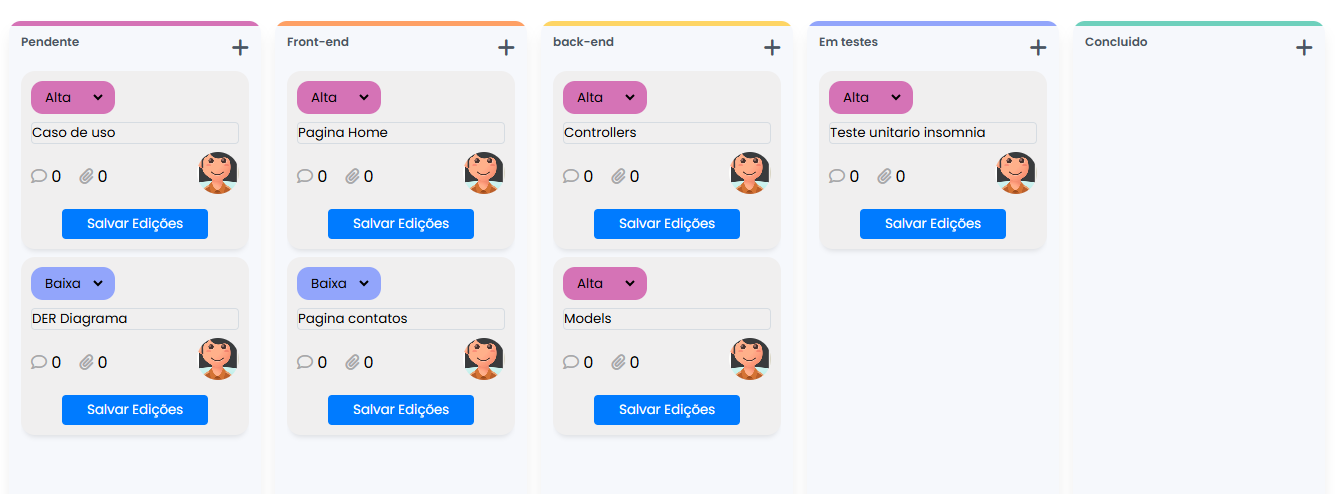 Pendente
Alta
Caso de uso
0 0
Salvar Edições
Baixa
DER Diagrama
0 0
Salvar Edições
Front-end
Alta
Pagina Home
0 0
Salvar Edições
Baixa
Pagina contatos
0 0
Salvar Edições
back-end
Alta
Controllers
0 0
Salvar Edições
Alta
Models
0 0
Salvar Edições
Em testes
Alta
Teste unitario insomnia
0 0
Salvar Edições
Concluido